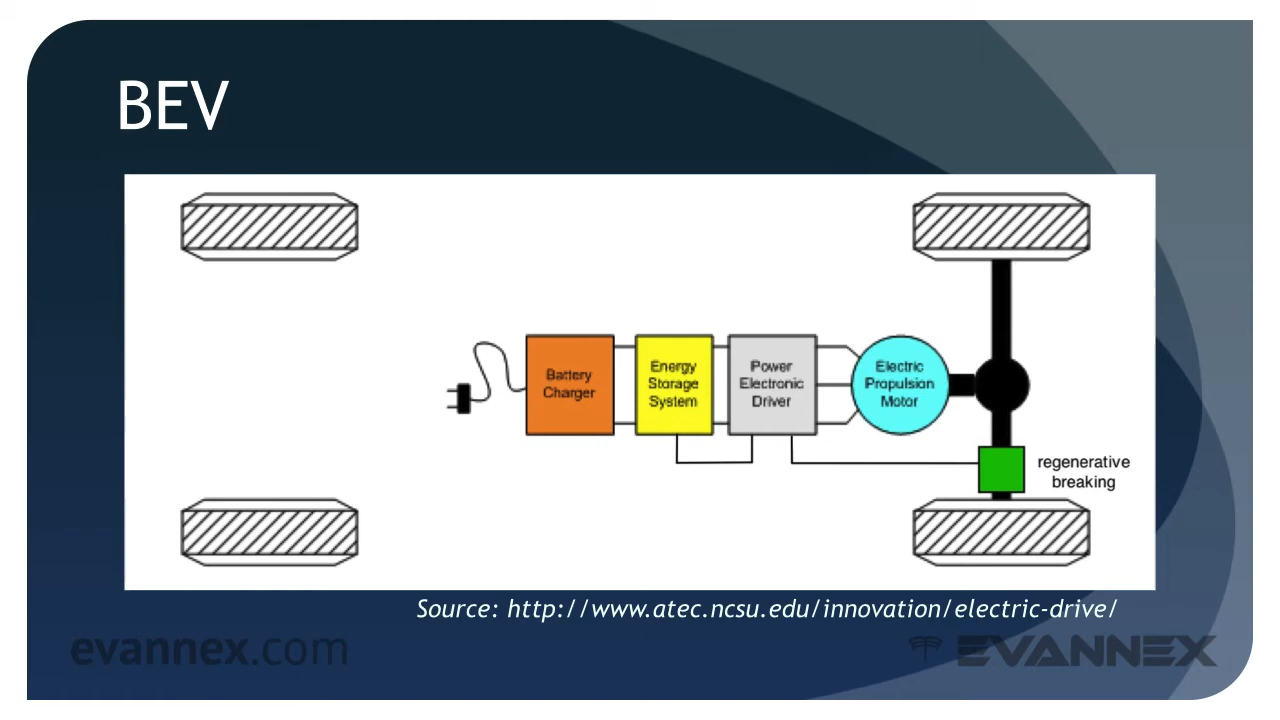 BEV
Battery
Charger
Energy
Storage
System
Power
Electronic
Driver
Electric
Propulsion
Motor
regenerative
breaking
Source: http://www.atec.ncsu.edu/innovation/electric-drive/
evannex.com
EVANNEX